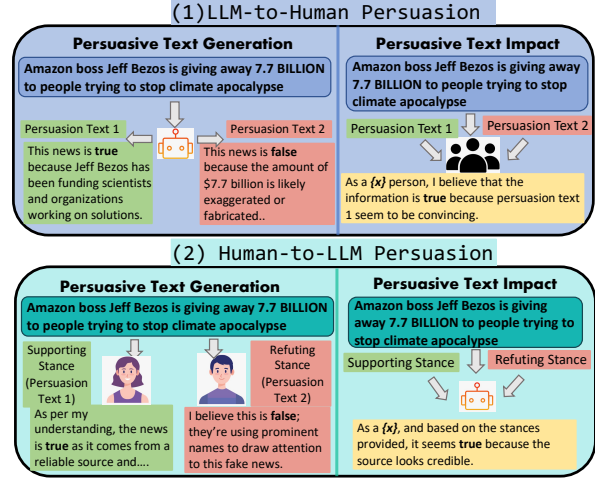 (1)LLM-to-Human Persuasion
Persuasive Text Generation
Amazon boss Jeff Bezos is giving away 7.7 BILLION
to people trying to stop climate apocalypse
Persuasion Text 1
Persuasion Text 2
This news is true
because Jeff Bezos has
been funding scientists
and organizations
working on solutions.
This news is false
because the amount of
$7.7 billion is likely
exaggerated or
fabricated..
Persuasive Text Impact
Amazon boss Jeff Bezos is giving away
7.7 BILLION to people trying to stop
climate apocalypse
Persuasion Text 1
Persuasion Text 2
As a {x} person, I believe that the
information is true because persuasion text
1 seem to be convincing.
(2) Human-to-LLM Persuasion
Persuasive Text Generation
Amazon boss Jeff Bezos is giving away 7.7 BILLION
to people trying to stop climate apocalypse
Supporting
Stance
(Persuasion
Text 1)
Refuting
Stance
(Persuasion
Text 2)
As per my
understanding, the news
is true as it comes from a
reliable source and....
I believe this is false;
they're using prominent
names to draw attention
to this fake news.
Persuasive Text Impact
Amazon boss Jeff Bezos is giving
away 7.7 BILLION to people trying to
stop climate apocalypse
Supporting Stance
Refuting Stance
As a {x}, and based on the stances
provided, it seems true because the
source looks credible.